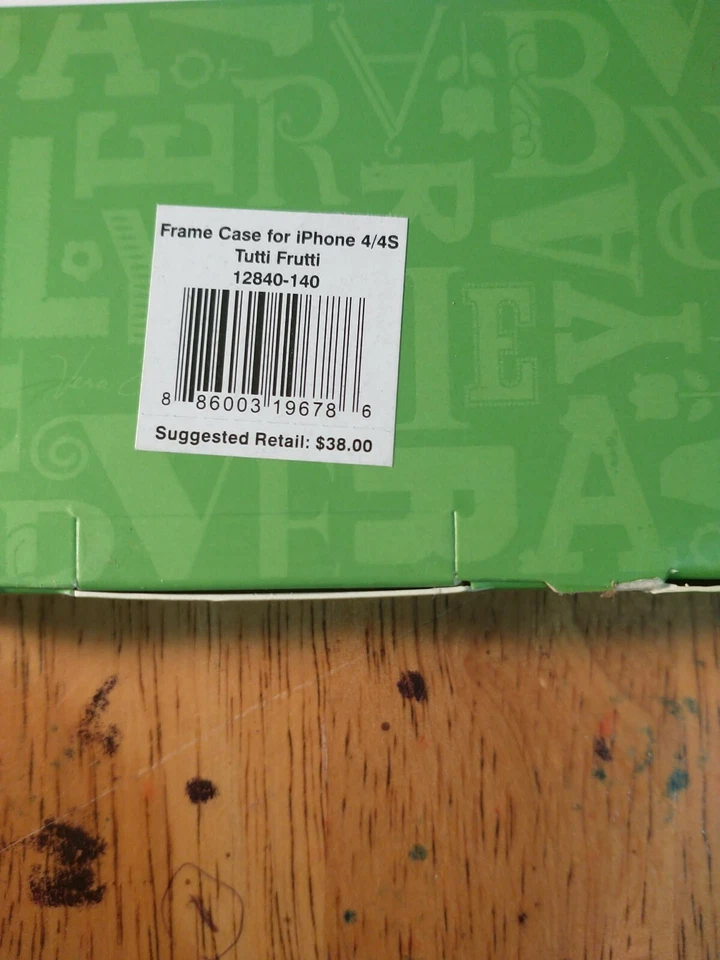 Frame Case for iPhone 4/4S
Tutti Frutti
12840-140
8 86003 19678 6
Suggested Retail: $38.00